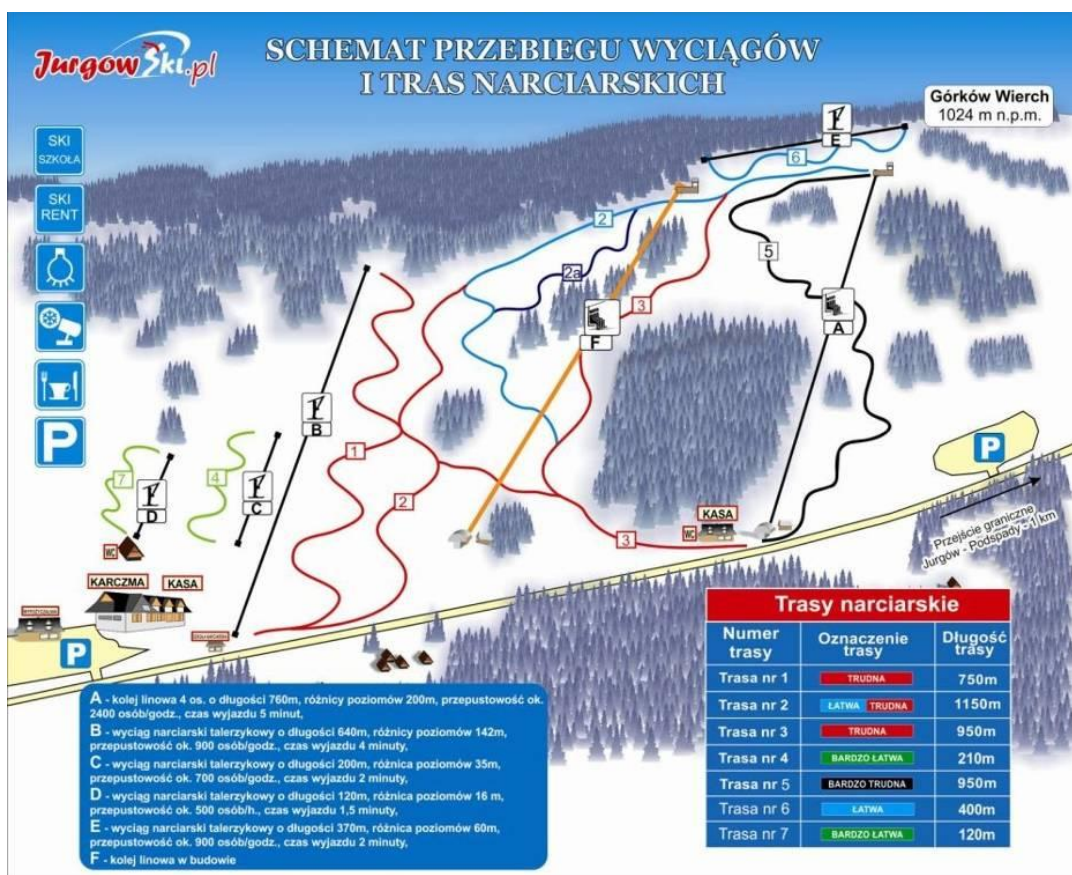 JurgowSki.pl
SCHEMAT PRZEBIEGU WYCIĄGÓW
I TRAS NARCIARSKICH
Górków Wierch
1024 m n.p.m.
SKI
SZKOŁA
SKI
RENT
P
E
6
2
5
2a
3
A
F
B
1
7
4
P
D
C
2
WC
KASA
WC
3
Przejście graniczne
Jurgów - Podspady - 1 km
KARCZMA
KASA
P
Trasy narciarskie
Numer trasy
Oznaczenie trasy
Długość trasy
Trasa nr 1 TRUDNA 750m
Trasa nr 2 ŁATWA TRUDNA 1150m
Trasa nr 3 TRUDNA 950m
Trasa nr 4 BARDZO ŁATWA 210m
Trasa nr 5 BARDZO TRUDNA 950m
Trasa nr 6 ŁATWA 400m
Trasa nr 7 BARDZO ŁATWA 120m
A - kolej linowa 4 os. o długości 760m, różnicy poziomów 200m, przepustowość ok.
2400 osób/godz., czas wyjazdu 5 minut,
B - wyciąg narciarski talerzykowy o długości 640m, różnicy poziomów 142m,
przepustowość ok. 900 osób/godz., czas wyjazdu 4 minuty,
C - wyciąg narciarski talerzykowy o długości 200m, różnica poziomów 35m,
przepustowość ok. 700 osób/godz., czas wyjazdu 2 minuty,
D - wyciąg narciarski talerzykowy o długości 120m, różnica poziomów 16 m,
przepustowość ok. 500 osób/h., czas wyjazdu 1,5 minuty,
E - wyciąg narciarski talerzykowy o długości 370m, różnica poziomów 60m,
przepustowość ok. 900 osób/godz., czas wyjazdu 2 minuty,
F - kolej linowa w budowie